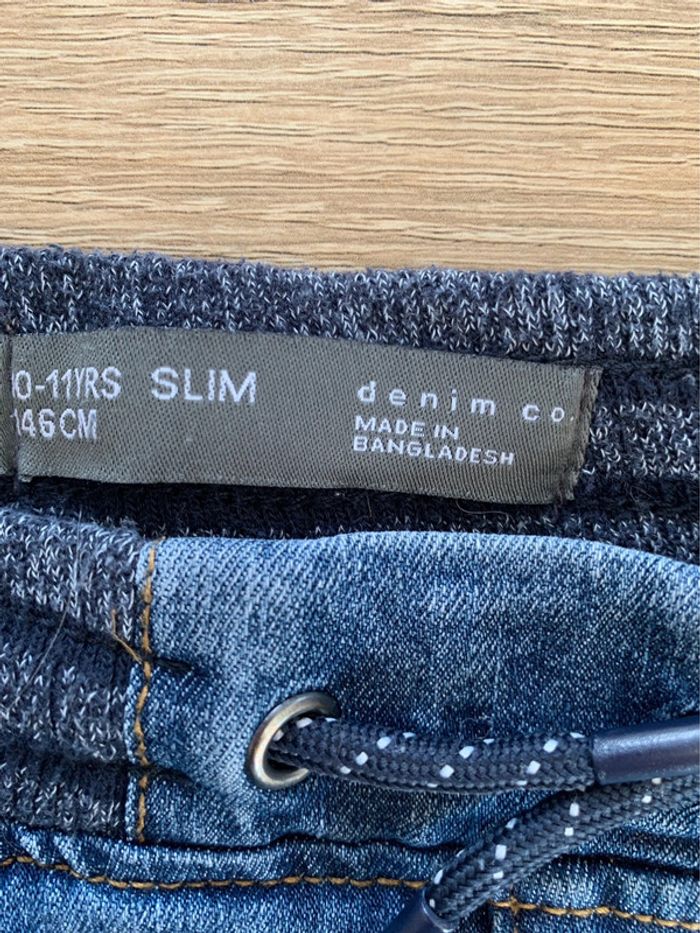 0-11YRS SLIM
146CM
denim co.
MADE IN
BANGLADESH